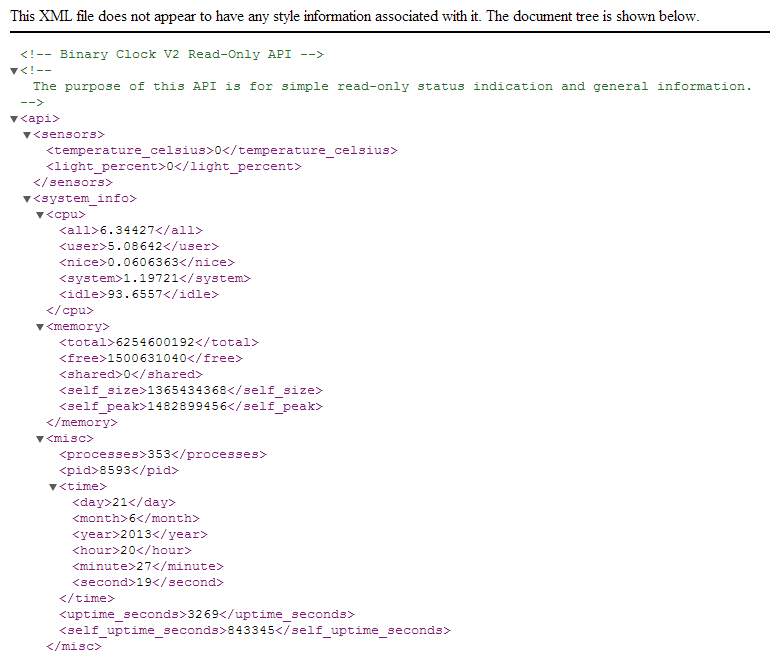 This XML file does not appear to have any style information associated with it. The document tree is shown below.
<!-- Binary Clock V2 Read-Only API -->
▼<!--
The purpose of this API is for simple read-only status indication and general information.
-->
▼<api>
▼<sensors>
<temperature_celsius>0</temperature_celsius>
<light_percent>0</light_percent>
</sensors>
▼<system_info>
▼<cpu>
<all>6.34427</all>
<user>5.08642</user>
<nice>0.0606363</nice>
<system>1.19721</system>
<idle>93.6557</idle>
</cpu>
▼<memory>
<total>6254600192</total>
<free>1500631040</free>
<shared>0</shared>
<self_size>1365434368</self_size>
<self_peak>1482899456</self_peak>
</memory>
▼<misc>
<processes>353</processes>
<pid>8593</pid>
▼<time>
<day>21</day>
<month>6</month>
<year>2013</year>
<hour>20</hour>
<minute>27</minute>
<second>19</second>
</time>
<uptime_seconds>3269</uptime_seconds>
<self_uptime_seconds>843345</self_uptime_seconds>
</misc>